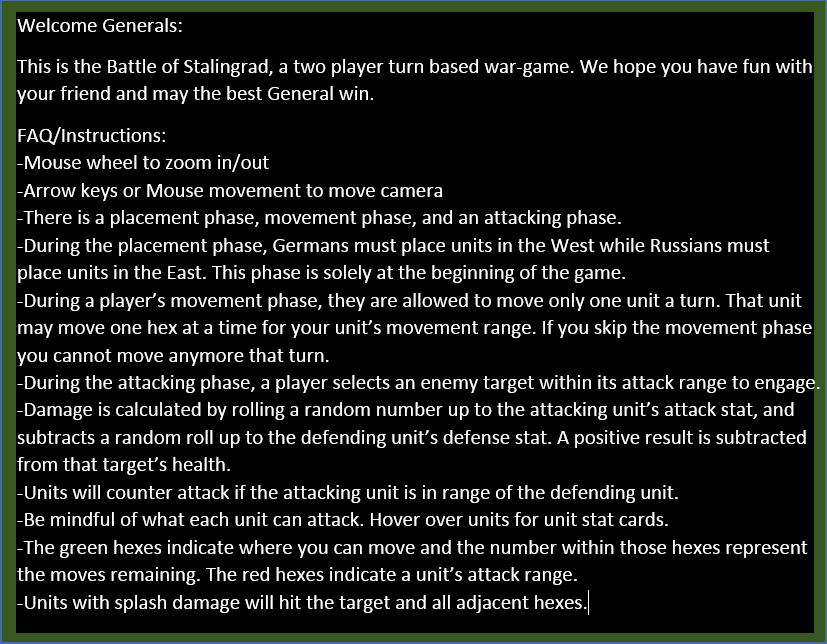 Welcome Generals:
This is the Battle of Stalingrad, a two player turn based war-game. We hope you have fun with
your friend and may the best General win.
FAQ/Instructions:
-Mouse wheel to zoom in/out
-Arrow keys or Mouse movement to move camera
-There is a placement phase, movement phase, and an attacking phase.
-During the placement phase, Germans must place units in the West while Russians must
place units in the East. This phase is solely at the beginning of the game.
-During a player’s movement phase, they are allowed to move only one unit a turn. That unit
may move one hex at a time for your unit’s movement range. If you skip the movement phase
you cannot move anymore that turn.
-During the attacking phase, a player selects an enemy target within its attack range to engage.
-Damage is calculated by rolling a random number up to the attacking unit’s attack stat, and
subtracts a random roll up to the defending unit’s defense stat. A positive result is subtracted
from that target’s health.
-Units will counter attack if the attacking unit is in range of the defending unit.
-Be mindful of what each unit can attack. Hover over units for unit stat cards.
-The green hexes indicate where you can move and the number within those hexes represent
the moves remaining. The red hexes indicate a unit’s attack range.
-Units with splash damage will hit the target and all adjacent hexes.